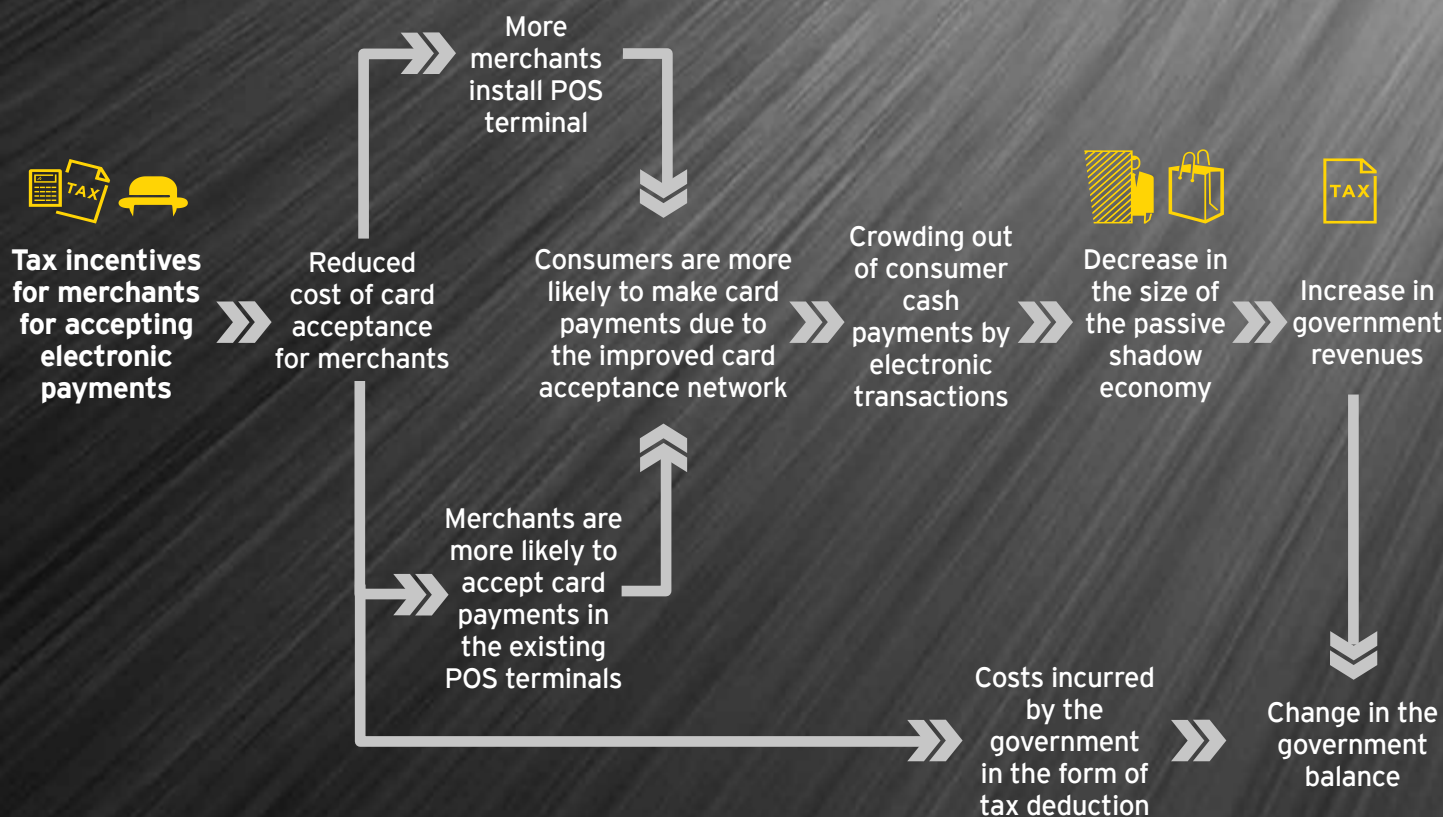 More
merchants
install POS
terminal
TAX
Tax incentives
for merchants
for accepting
electronic
payments
Reduced
cost of card
acceptance
for merchants
Consumers are more
likely to make card
payments due to
the improved card
acceptance network
Crowding out
of consumer
cash
payments by
electronic
transactions
Decrease in
the size of
the passive
shadow
economy
TAX
Increase in
government
revenues
Merchants are
more likely to
accept card
payments in
the existing
POS terminals
Costs incurred
by the
government
in the form of
tax deduction
Change in the
government
balance